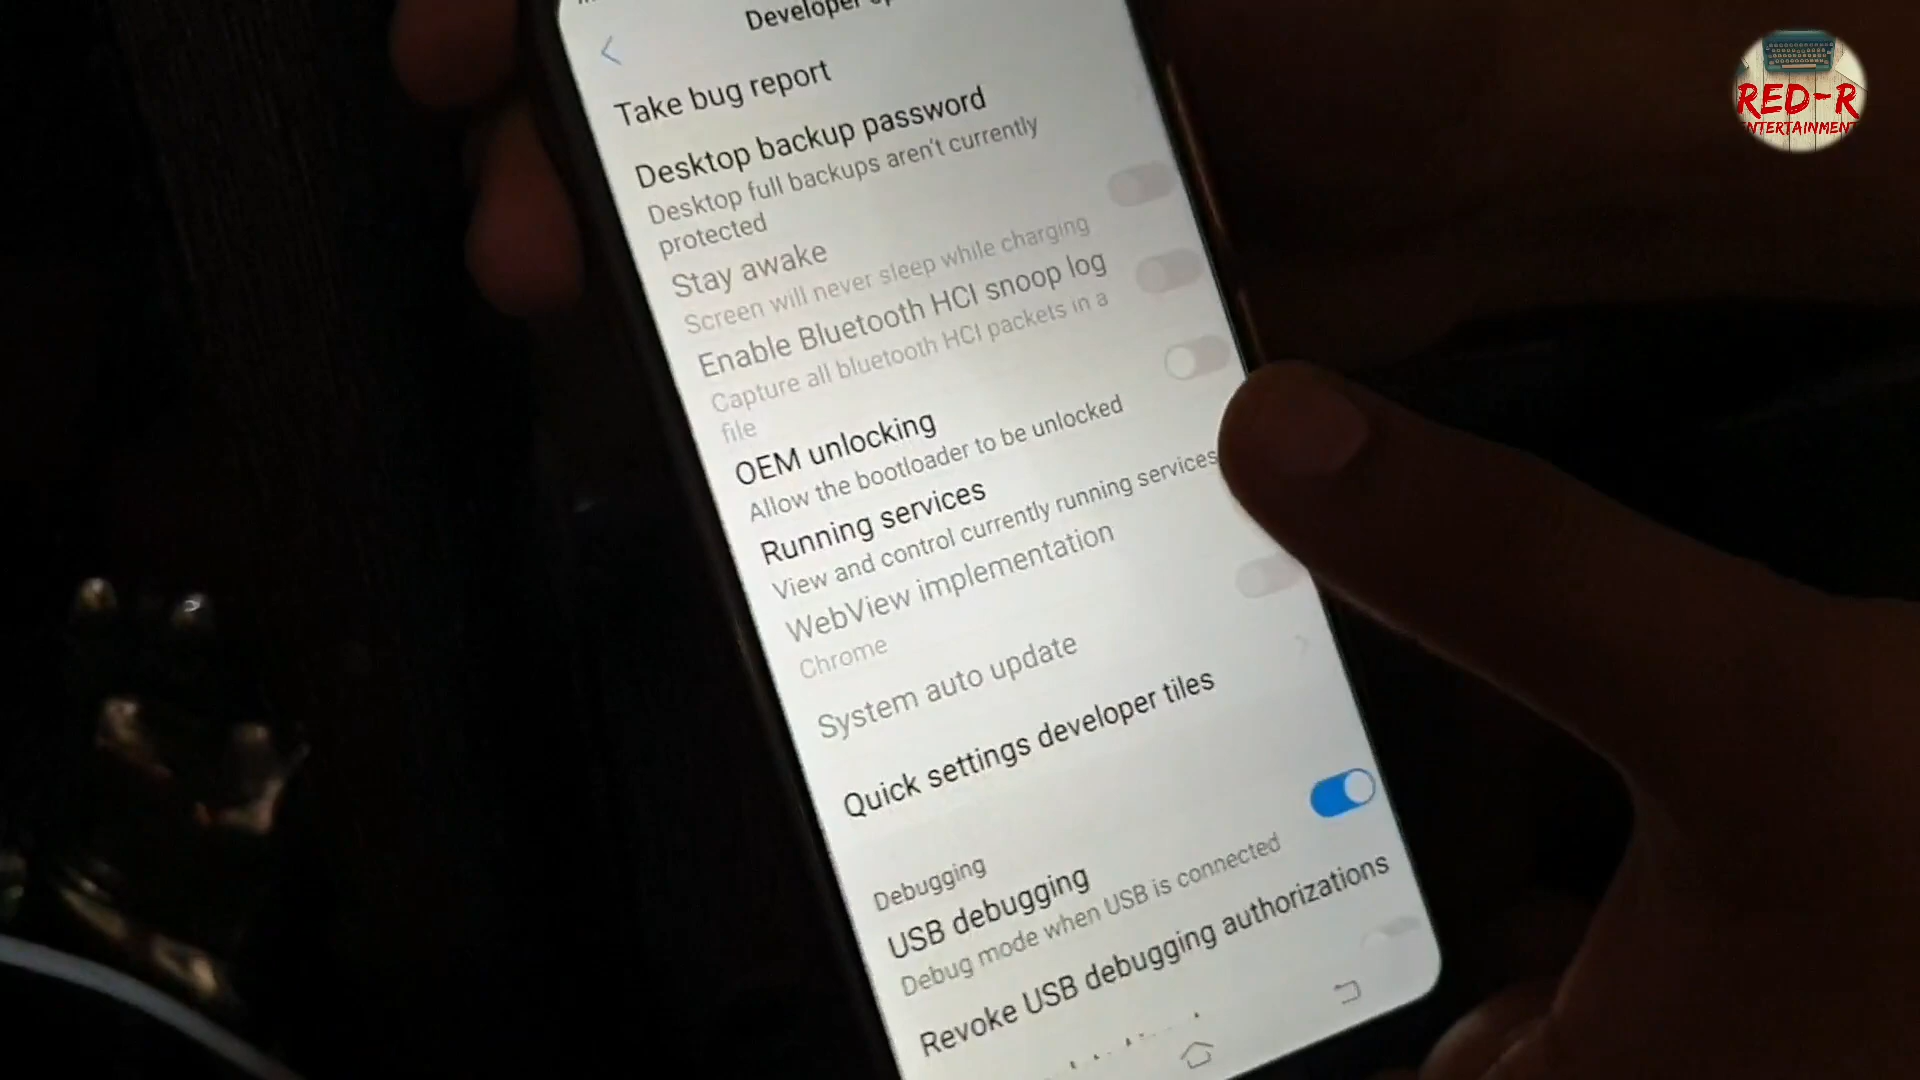 Developer
Take bug report
Desktop backup password
Desktop full backups aren't currently
protected
Stay awake
Screen will never sleep while charging
Enable Bluetooth HCI snoop log
Capture all bluetooth HCI packets in a
file
OEM unlocking
Allow the bootloader to be unlocked
Running services
View and control currently running services
WebView implementation
Chrome
System auto update
Quick settings developer tiles
Debugging
USB debugging
Debug mode when USB is connected
Revoke USB debugging authorizations
RED-R
ENTERTAINMENT